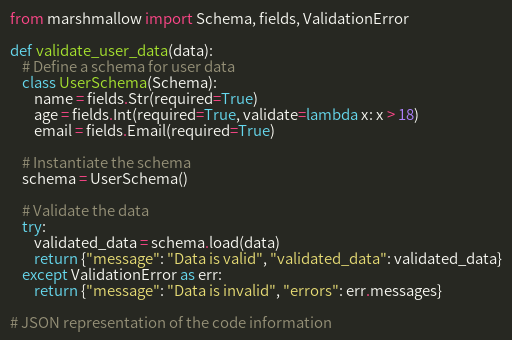 from marshmallow import Schema, fields, ValidationError
def validate_user_data(data):
# Define a schema for user data
class UserSchema(Schema):
name = fields.Str(required=True)
age = fields.Int(required=True, validate=lambda x: x > 18)
email = fields.Email(required=True)
# Instantiate the schema
schema = UserSchema()
# Validate the data
try:
validated_data = schema.load(data)
return {"message": "Data is valid", "validated_data": validated_data}
except ValidationError as err:
return {"message": "Data is invalid", "errors": err.messages}
# JSON representation of the code information